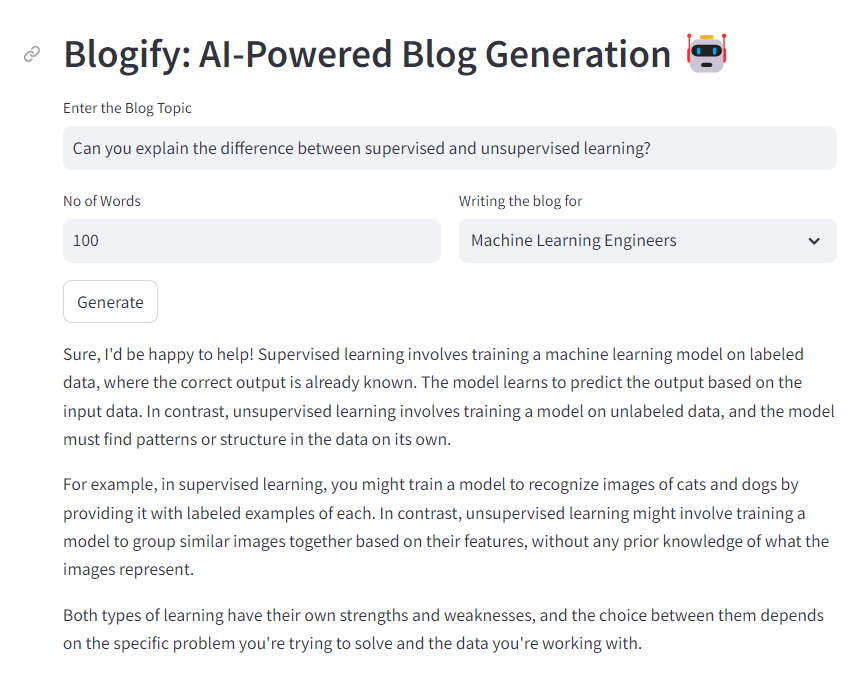 Blogify: AI-Powered Blog Generation
Enter the Blog Topic
Can you explain the difference between supervised and unsupervised learning?
No of Words
Writing the blog for
100
Machine Learning Engineers
Generate
Sure, I'd be happy to help! Supervised learning involves training a machine learning model on labeled
data, where the correct output is already known. The model learns to predict the output based on the
input data. In contrast, unsupervised learning involves training a model on unlabeled data, and the model
must find patterns or structure in the data on its own.
For example, in supervised learning, you might train a model to recognize images of cats and dogs by
providing it with labeled examples of each. In contrast, unsupervised learning might involve training a
model to group similar images together based on their features, without any prior knowledge of what the
images represent.
Both types of learning have their own strengths and weaknesses, and the choice between them depends
on the specific problem you're trying to solve and the data you're working with.